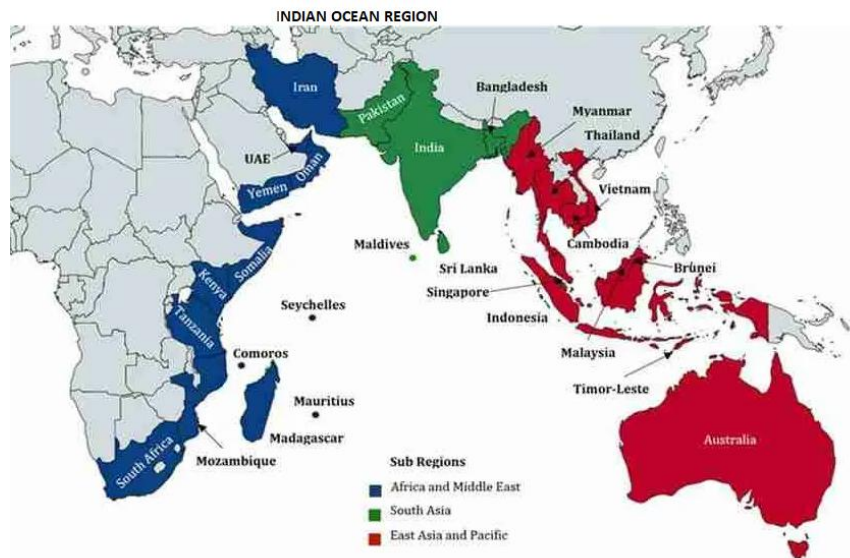 INDIAN OCEAN REGION
Iran
Pakistan
Bangladesh
Myanmar
Thailand
India
UAE
Oman
Yemen
Vietnam
Maldives
Cambodia
Somalia
Sri Lanka
Brunei
Kenya
Singapore
Seychelles
Indonesia
Tanzania
Comoros
Malaysia
Timor-Leste
Mauritius
Madagascar
Australia
South Africa
Mozambique
Sub Regions
Africa and Middle East
South Asia
East Asia and Pacific